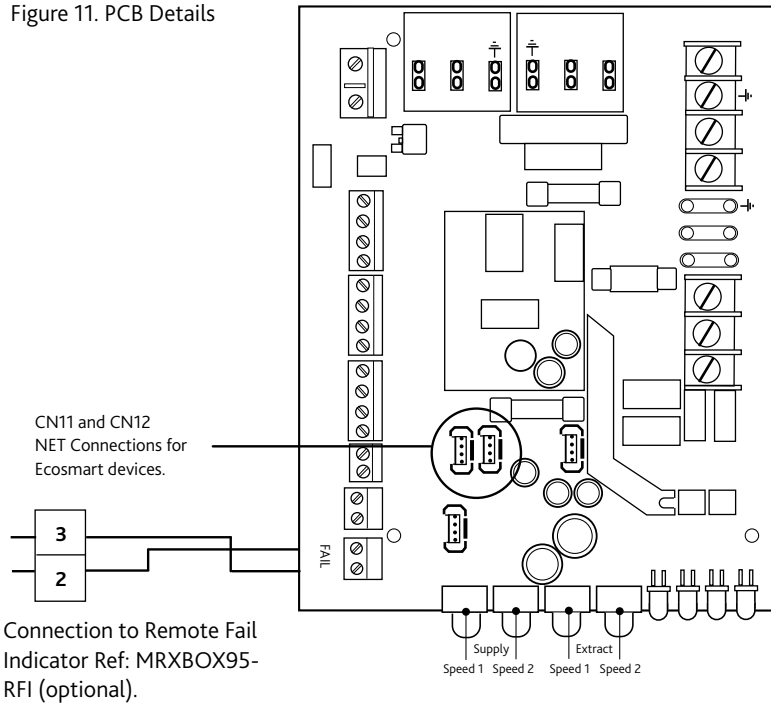 Figure 11. PCB Details
CN11 and CN12
NET Connections for
Ecosmart devices.
3
2
FAIL
Connection to Remote Fail
Indicator Ref: MRXBOX95-
RFI (optional).
Supply
Extract
Speed 1 Speed 2 Speed 1 Speed 2